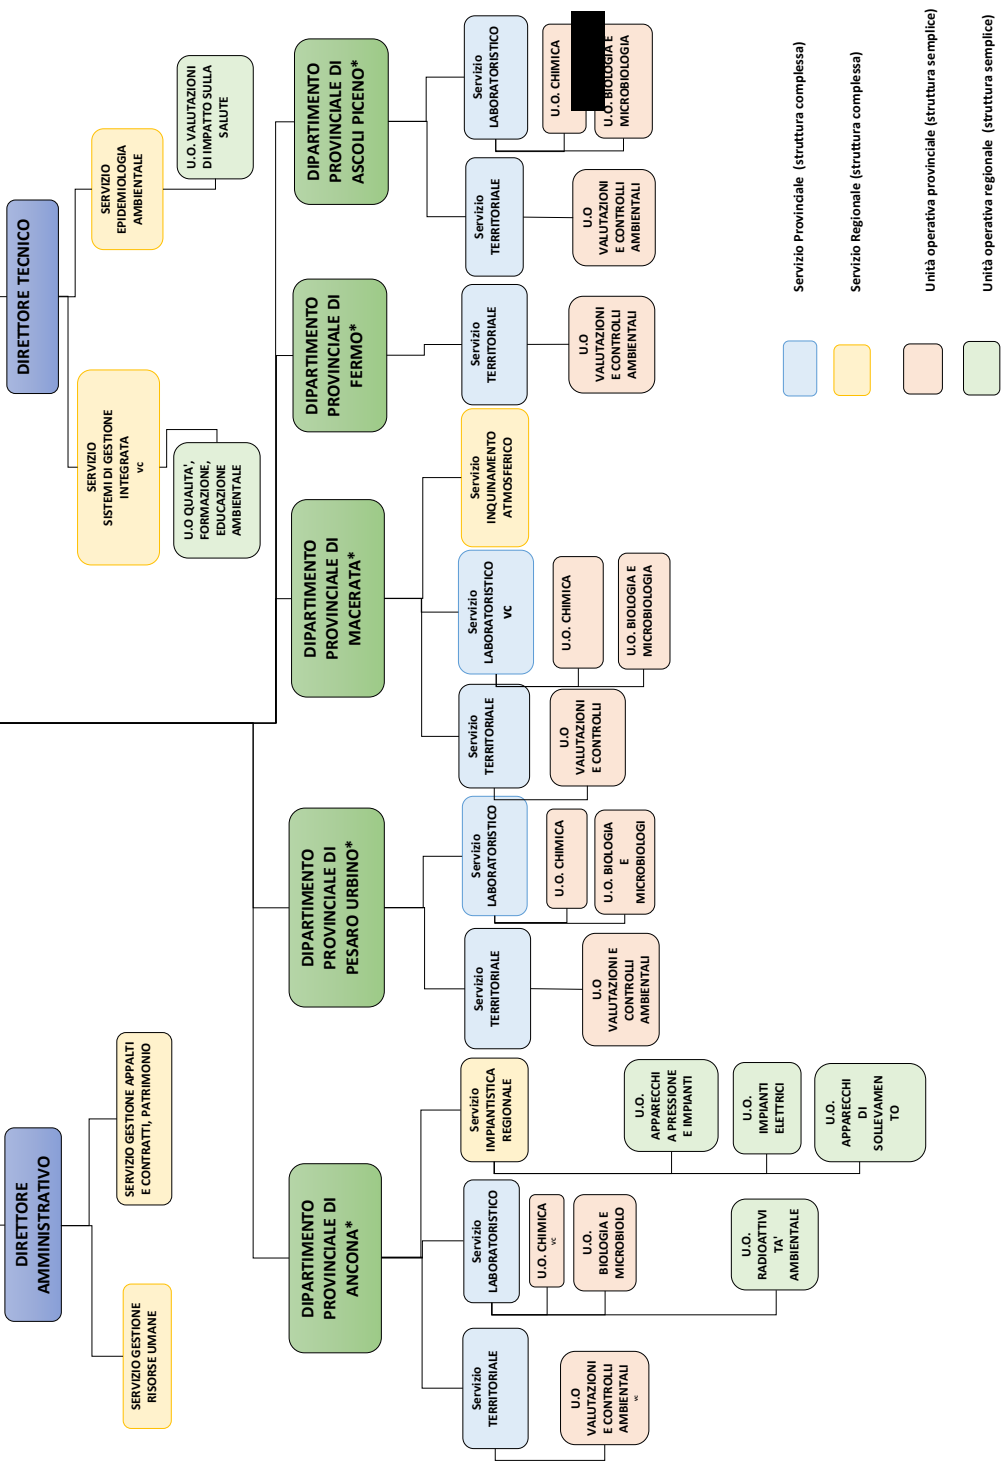 DIRETTORE
AMMINISTRATIVO
DIRETTORE TECNICO
SERVIZIO GESTIONE
RISORSE UMANE
SERVIZIO GESTIONE APPALTI
E CONTRATTI, PATRIMONIO
SERVIZIO
SISTEMI DI GESTIONE
INTEGRATA
vc
SERVIZIO
EPIDEMIOLOGIA
AMBIENTALE
U.O QUALITA',
FORMAZIONE,
EDUCAZIONE
AMBIENTALE
U.O. VALUTAZIONI
DI IMPATTO SULLA
SALUTE
DIPARTIMENTO
PROVINCIALE DI
ANCONA*
DIPARTIMENTO
PROVINCIALE DI
PESARO URBINO*
DIPARTIMENTO
PROVINCIALE DI
MACERATA*
DIPARTIMENTO
PROVINCIALE DI
FERMO*
DIPARTIMENTO
PROVINCIALE DI
ASCOLI PICENO*
Servizio
TERRITORIALE
Servizio
LABORATORISTICO
Servizio
IMPIANTISTICA
REGIONALE
Servizio
TERRITORIALE
Servizio
LABORATORISTICO
Servizio
TERRITORIALE
Servizio
LABORATORISTICO
vc
Servizio
INQUINAMENTO
ATMOSFERICO
Servizio
TERRITORIALE
Servizio
TERRITORIALE
Servizio
LABORATORISTICO
U.O
VALUTAZIONI
E CONTROLLI
AMBIENTALI
vc
U.O. CHIMICA
vc
U.O.
BIOLOGIA E
MICROBIOLO
U.O.
RADIOATTIVI
TA'
AMBIENTALE
U.O.
APPARECCHI
A PRESSIONE
E IMPIANTI
U.O.
IMPIANTI
ELETTRICI
U.O.
APPARECCHI
DI
SOLLEVAMEN
TO
U.O
VALUTAZIONI E
CONTROLLI
AMBIENTALI
U.O. CHIMICA
U.O. BIOLOGIA
E
MICROBIOLOGI
U.O
VALUTAZIONI
E CONTROLLI
U.O. CHIMICA
U.O. BIOLOGIA E
MICROBIOLOGIA
U.O
VALUTAZIONI
E CONTROLLI
AMBIENTALI
U.O
VALUTAZIONI
E CONTROLLI
AMBIENTALI
U.O. CHIMICA
U.O. BIOLOGIA E
MICROBIOLOGIA
Servizio Provinciale (struttura complessa)
Servizio Regionale (struttura complessa)
Unità operativa provinciale (struttura semplice)
Unità operativa regionale (struttura semplice)